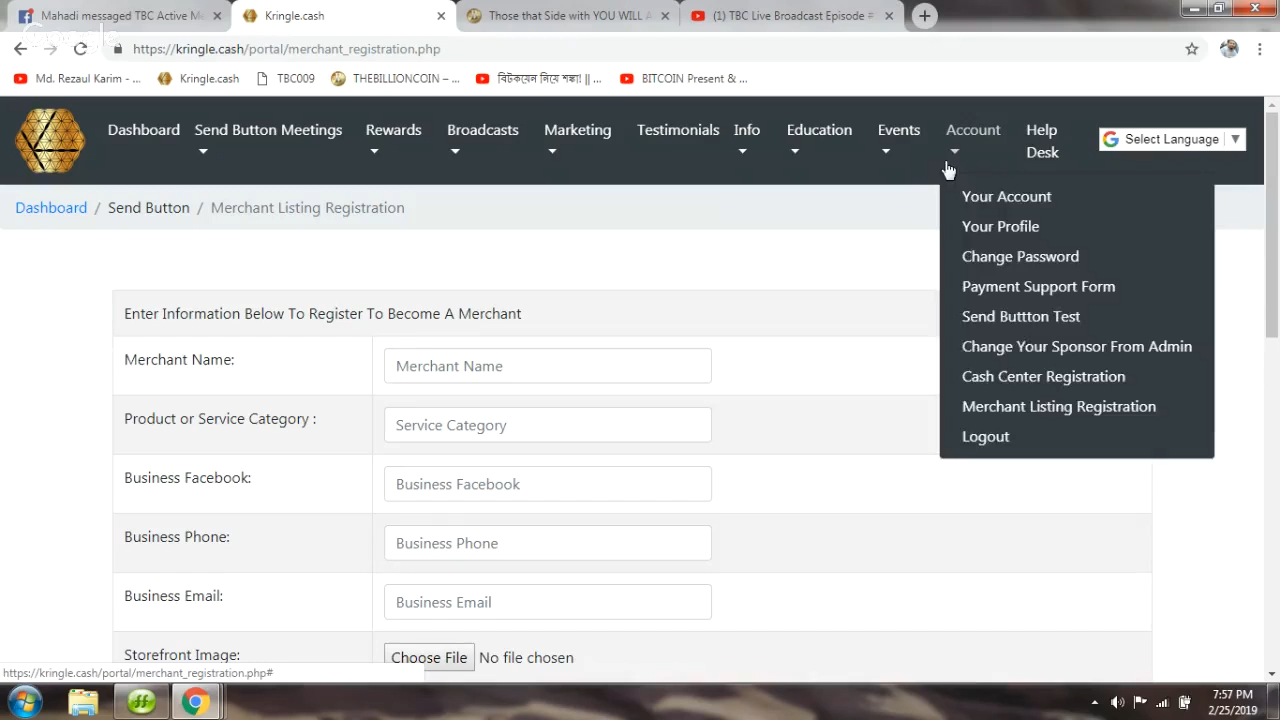 Mahadi messaged TBC Active M
Kringle.cash
Those that Side with YOU WILL A
(1) TBC Live Broadcast Episode #
https://kringle.cash/portal/merchant_registration.php
Md. Rezaul Karim - ...
Kringle.cash
TBC009
THEBILLIONCOIN – ...
বিটকয়েন নিয়ে শঙ্কা! || ...
BITCOIN Present & ...
Dashboard
Send Button Meetings
Rewards
Broadcasts
Marketing
Testimonials
Info
Education
Events
Account
Help
Desk
Select Language
Dashboard / Send Button / Merchant Listing Registration
Your Account
Your Profile
Change Password
Payment Support Form
Send Buttton Test
Change Your Sponsor From Admin
Cash Center Registration
Merchant Listing Registration
Logout
Enter Information Below To Register To Become A Merchant
Merchant Name:
Merchant Name
Product or Service Category :
Service Category
Business Facebook:
Business Facebook
Business Phone:
Business Phone
Business Email:
Business Email
Storefront Image:
Choose File No file chosen
https://kringle.cash/portal/merchant_registration.php#
7:57 PM
2/25/2019